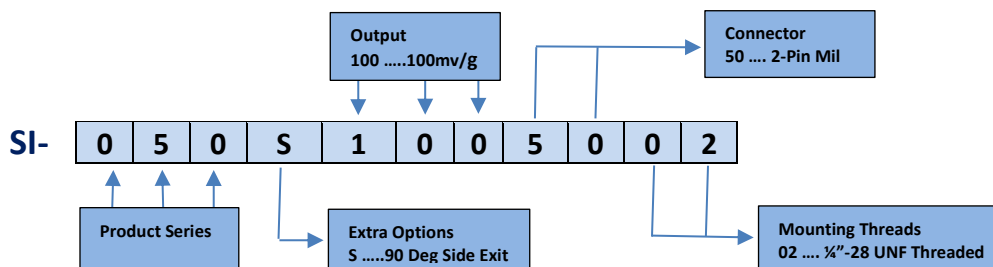 Output
100 .....100mv/g
Connector
50 .... 2-Pin Mil
SI- 0 5 0 S 1 0 0 5 0 0 2
Product Series
Extra Options
S .....90 Deg Side Exit
Mounting Threads
02 .... ¼”-28 UNF Threaded